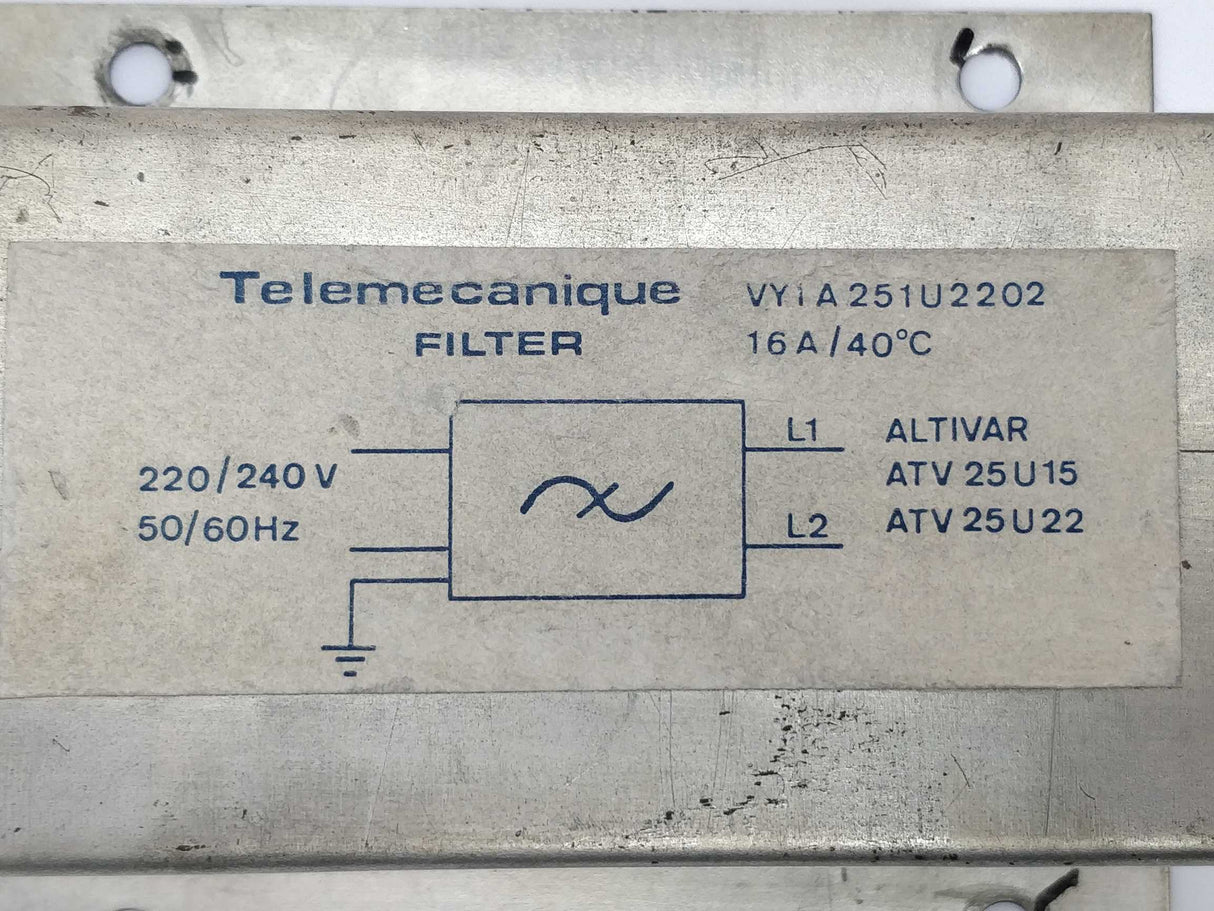 Telemecanique VY1A251U2202
FILTER 16A/40°C
L1 ALTIVAR
220/240V ATV 25U15
50/60Hz L2 ATV 25U22